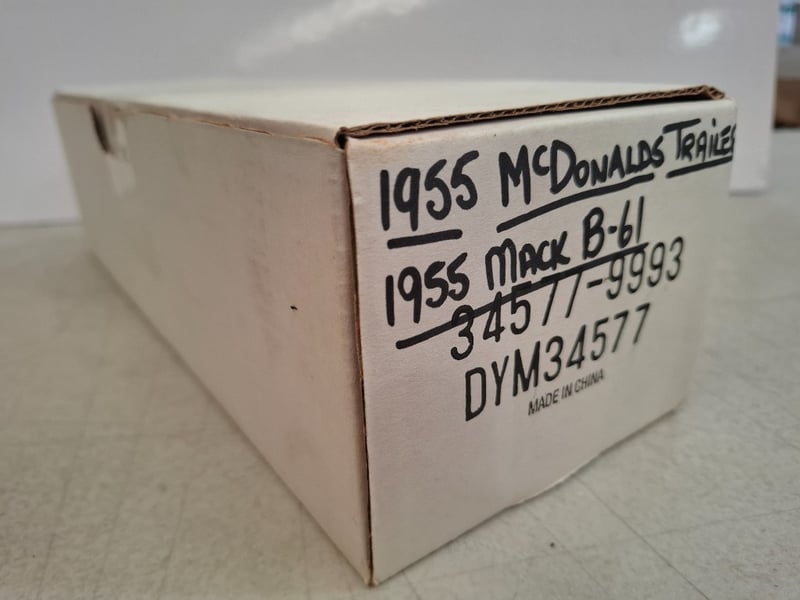 1955 McDONALDS TRAILER
1955 MACK B-61
34577-9993
DYM34577
MADE IN CHINA